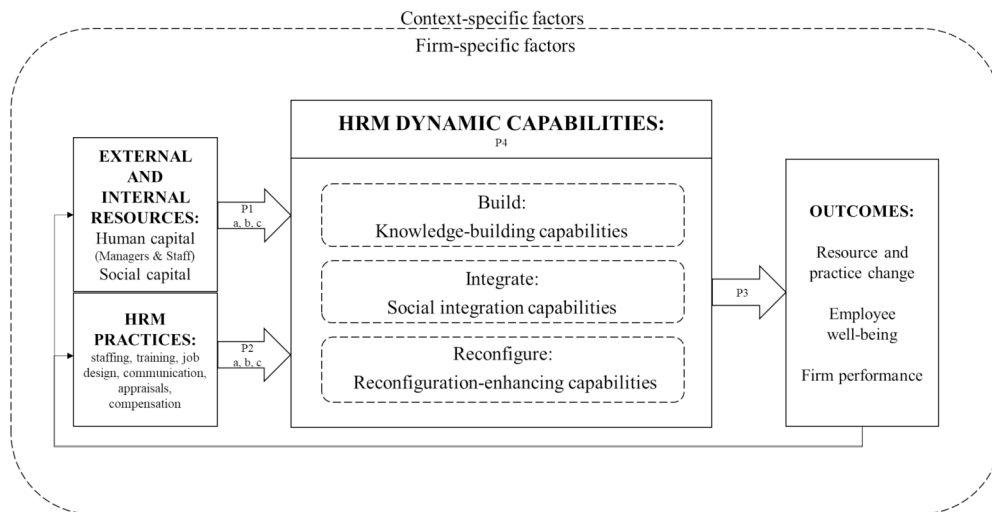 Context-specific factors
Firm-specific factors
EXTERNAL
AND
INTERNAL
RESOURCES:
Human capital
(Managers & Staff)
Social capital
HRM
PRACTICES:
staffing, training, job
design, communication,
appraisals,
compensation
P1
a, b, c
P2
a, b, c
HRM DYNAMIC CAPABILITIES:
P4
Build:
Knowledge-building capabilities
Integrate:
Social integration capabilities
Reconfigure:
Reconfiguration-enhancing capabilities
P3
OUTCOMES:
Resource and
practice change
Employee
well-being
Firm performance